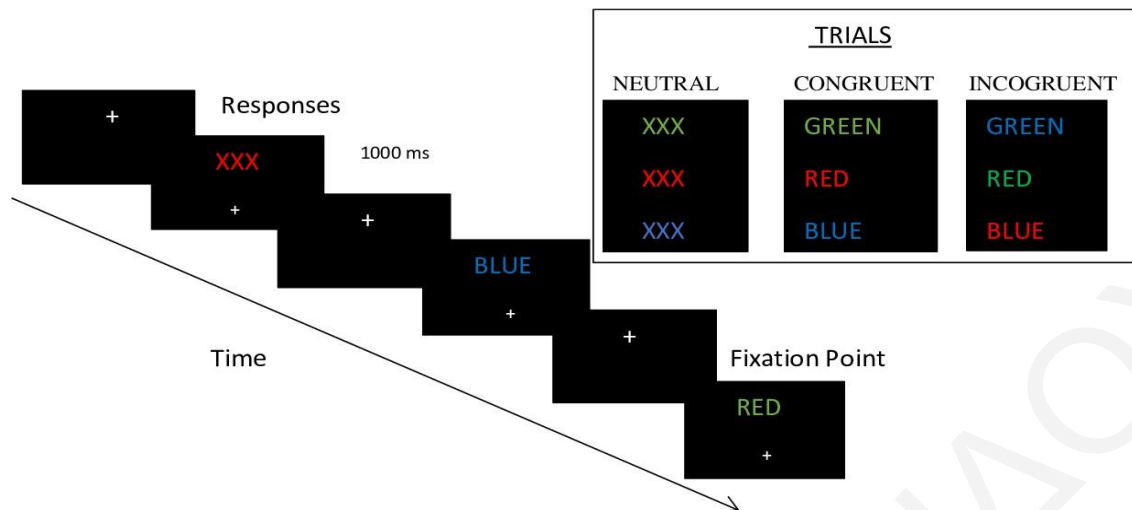 TRIALS
NEUTRAL CONGRUENT INCOGRUENT
XXX GREEN GREEN
XXX RED RED
XXX BLUE BLUE
+
Responses
XXX
+
1000 ms
+
BLUE
+
+
Time
Fixation Point
RED
+